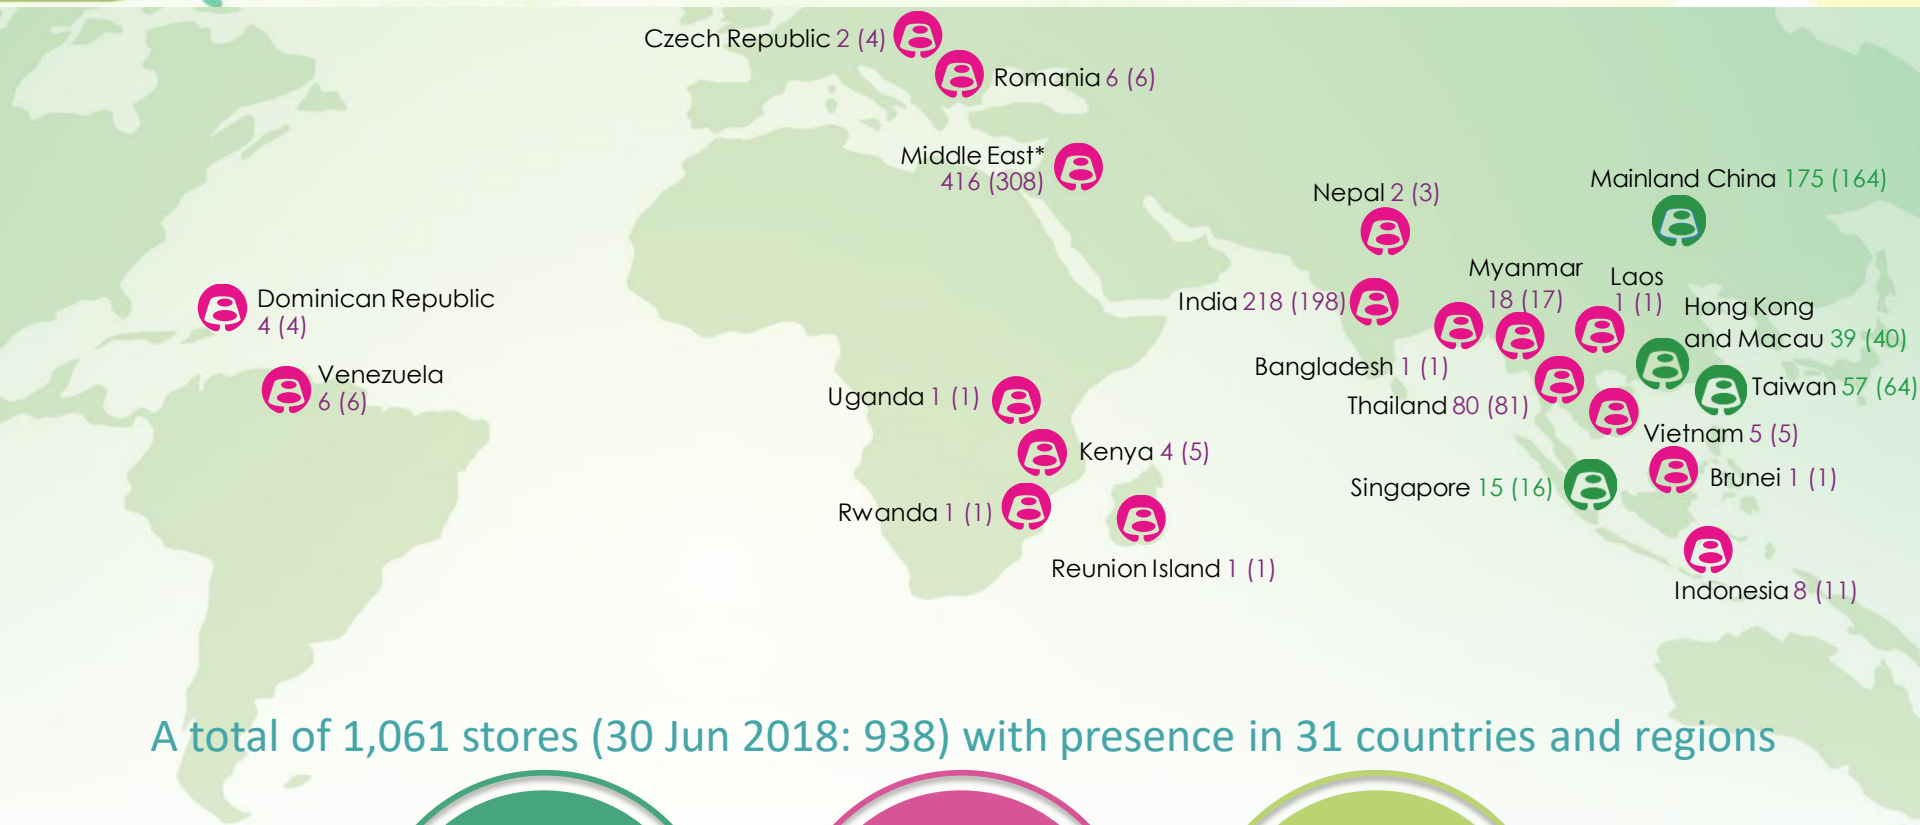 Czech Republic 2 (4)
Romania 6 (6)
Middle East*
416 (308)
Nepal 2 (3)
Mainland China 175 (164)
Myanmar
18 (17)
Laos
1 (1)
Dominican Republic
4 (4)
India 218 (198)
Hong Kong
and Macau 39 (40)
Bangladesh 1 (1)
Venezuela
6 (6)
Taiwan 57 (64)
Uganda 1 (1)
Thailand 80 (81)
Vietnam 5 (5)
Kenya 4 (5)
Brunei 1 (1)
Singapore 15 (16)
Rwanda 1 (1)
Reunion Island 1 (1)
Indonesia 8 (11)
A total of 1,061 stores (30 Jun 2018: 938) with presence in 31 countries and regions